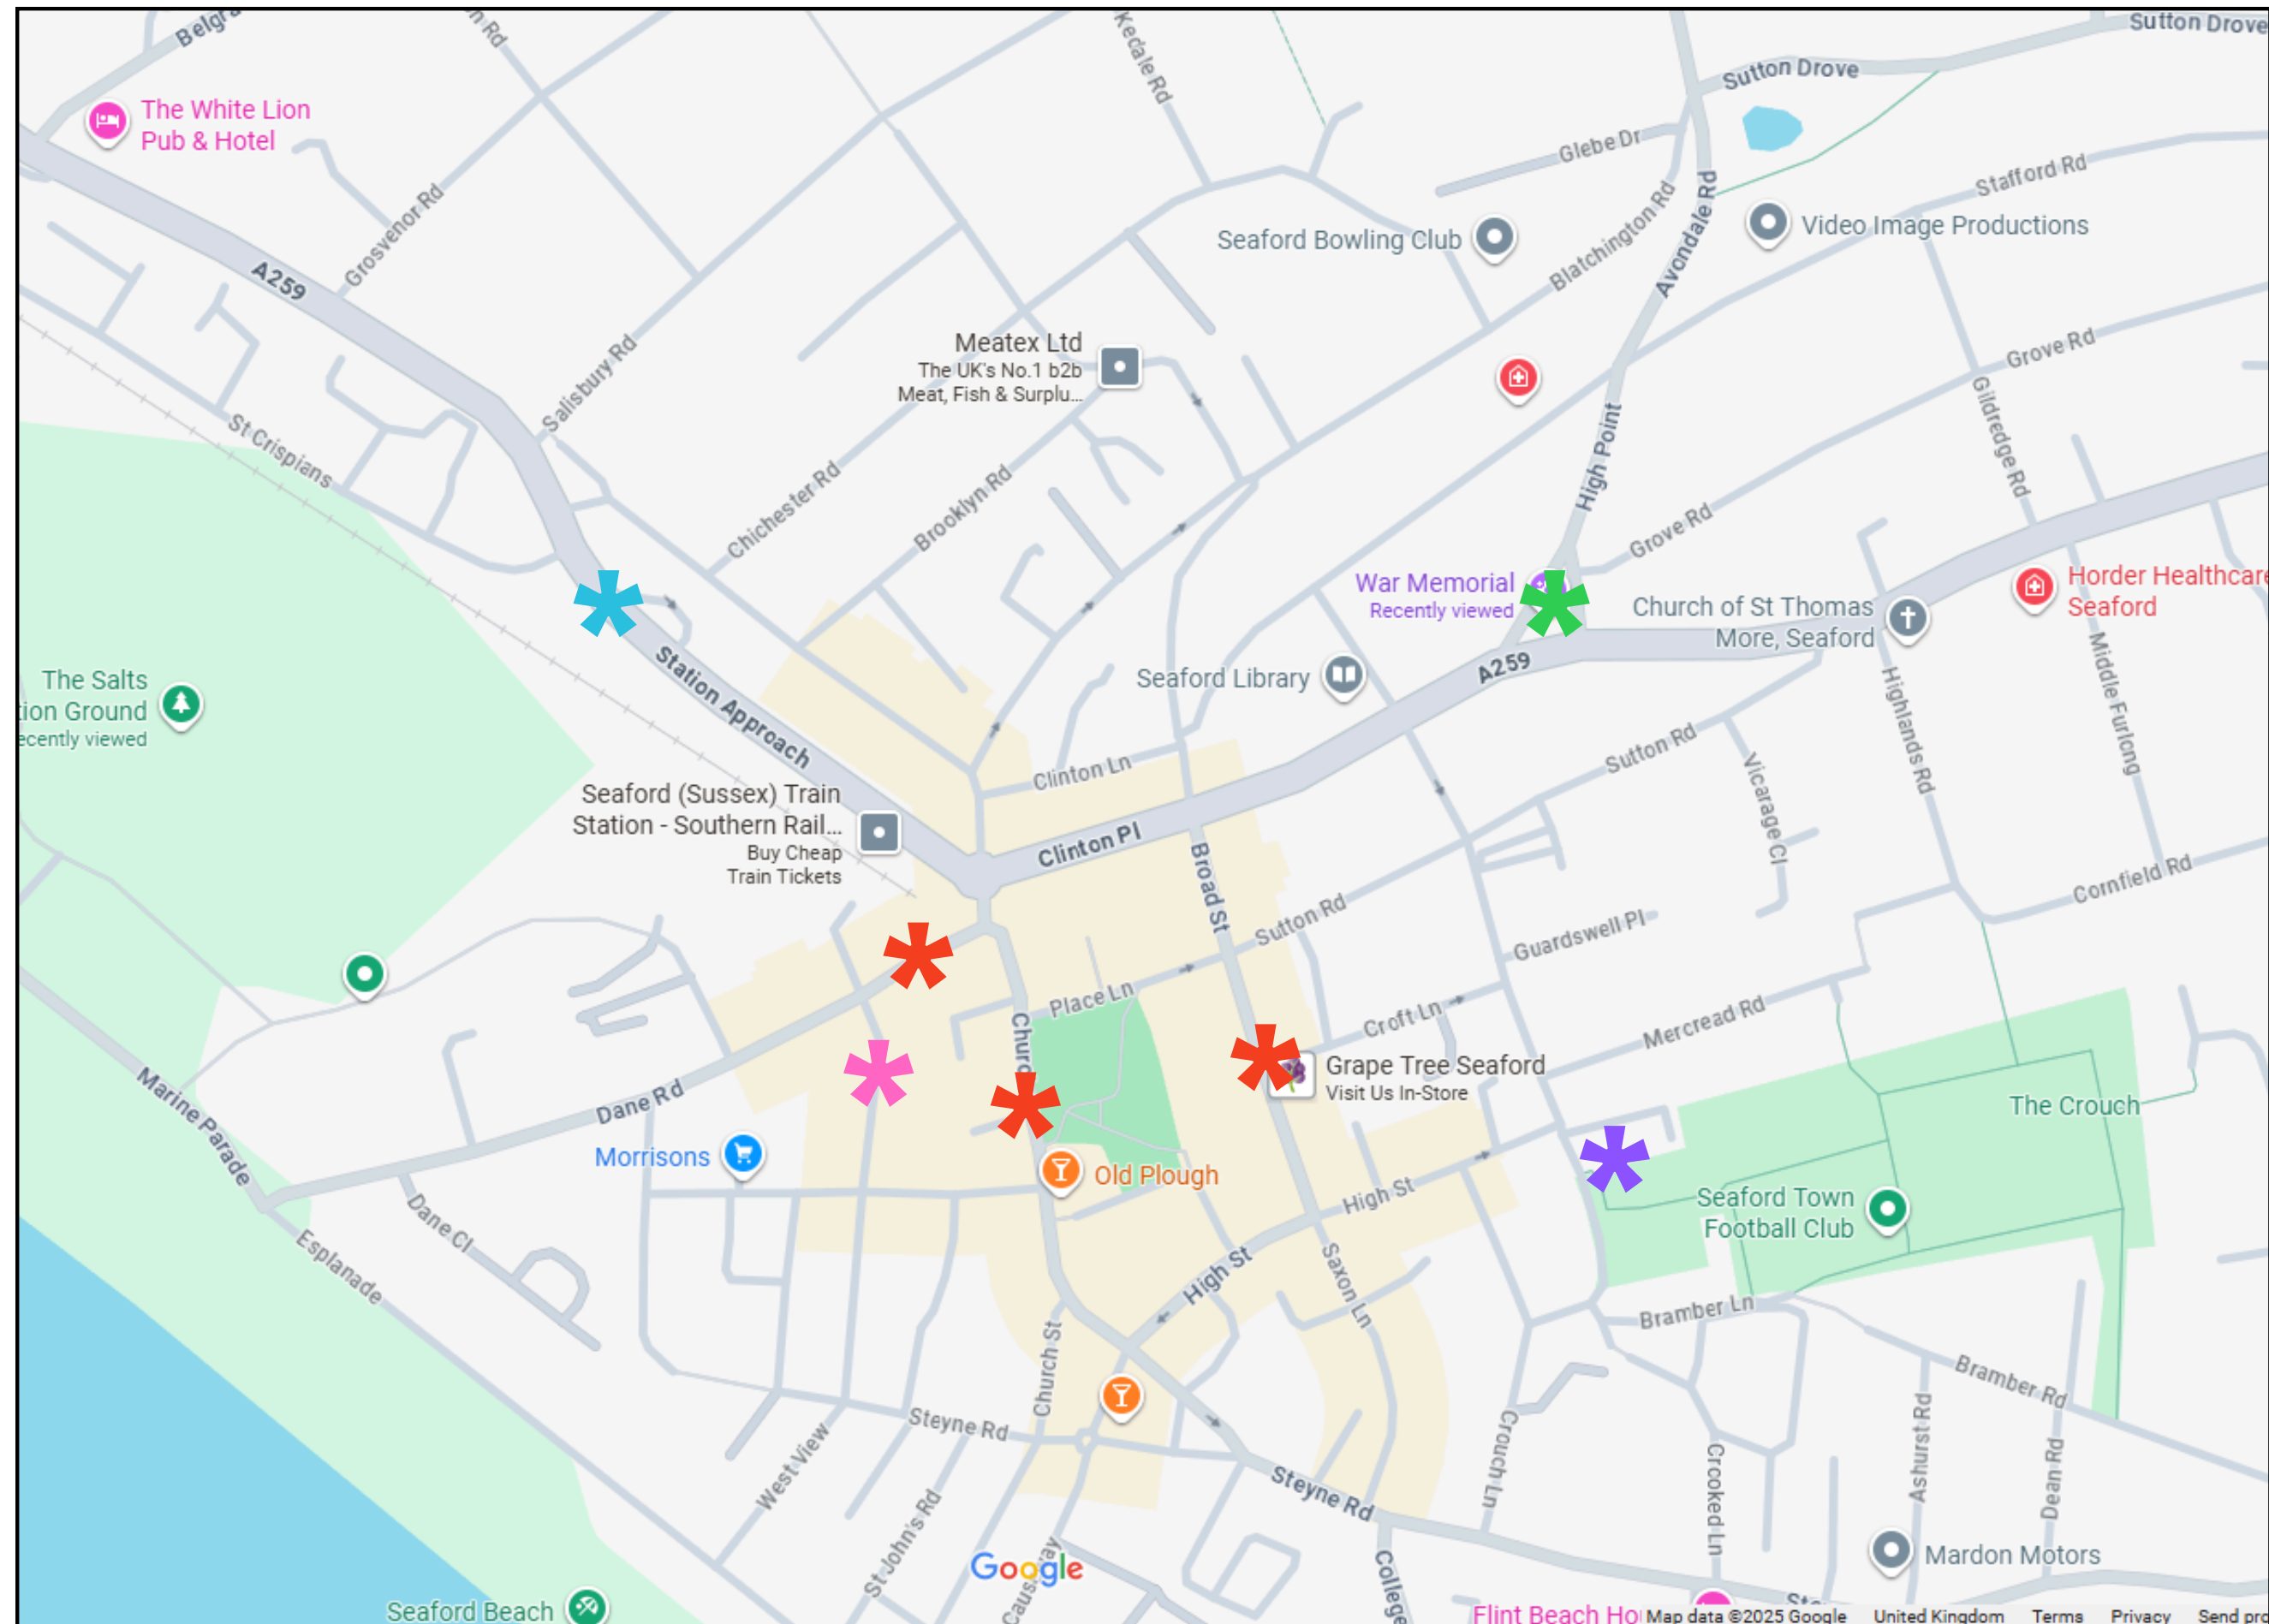 Belgra
n Rd
Kedale Rd
Sutton Drove
Sutton Drove
The White Lion
Pub & Hotel
Glebe Dr
Stafford Rd
Grosvenor Rd
Blatchington Rd
Avondale Rd
Seaford Bowling Club
Video Image Productions
A259
Salisbury Rd
Meatex Ltd
The UK's No.1 b2b
Meat, Fish & Surplu...
Grove Rd
Gildredge Rd
St Crispians
High Point
Chichester Rd
Brooklyn Rd
Grove Rd
War Memorial
Recently viewed
Church of St Thomas
More, Seaford
Horder Healthcare
Seaford
Station Approach
Seaford Library
A259
The Salts
tion Ground
ecently viewed
Highlands Rd
Middle Furlong
Sutton Rd
Vicarage Cl
Clinton Ln
Seaford (Sussex) Train
Station - Southern Rail...
Buy Cheap
Train Tickets
Clinton Pl
Broad St
Cornfield Rd
Sutton Rd
Guardswell Pl
Place Ln
Croft Ln
Mercread Rd
Churc
Grape Tree Seaford
Visit Us In-Store
Marine Parade
Dane Rd
The Crouch
Morrisons
Old Plough
High St
Seaford Town
Football Club
Dane Cl
Esplanade
High St
Saxon Ln
Bramber Ln
Church St
Bramber Rd
Steyne Rd
West View
Crouch Ln
Crooked Ln
Ashurst Rd
Dean Rd
Steyne Rd
St John's Rd
Google
Causeway
College
Mardon Motors
Seaford Beach
Flint Beach Ho
Ste
Map data ©2025 Google
United Kingdom
Terms
Privacy
Send pro